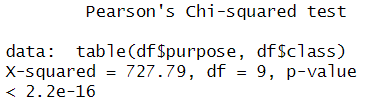 Pearson's Chi-squared test
data:  table(df$purpose, df$class)
X-squared = 727.79, df = 9, p-value
< 2.2e-16